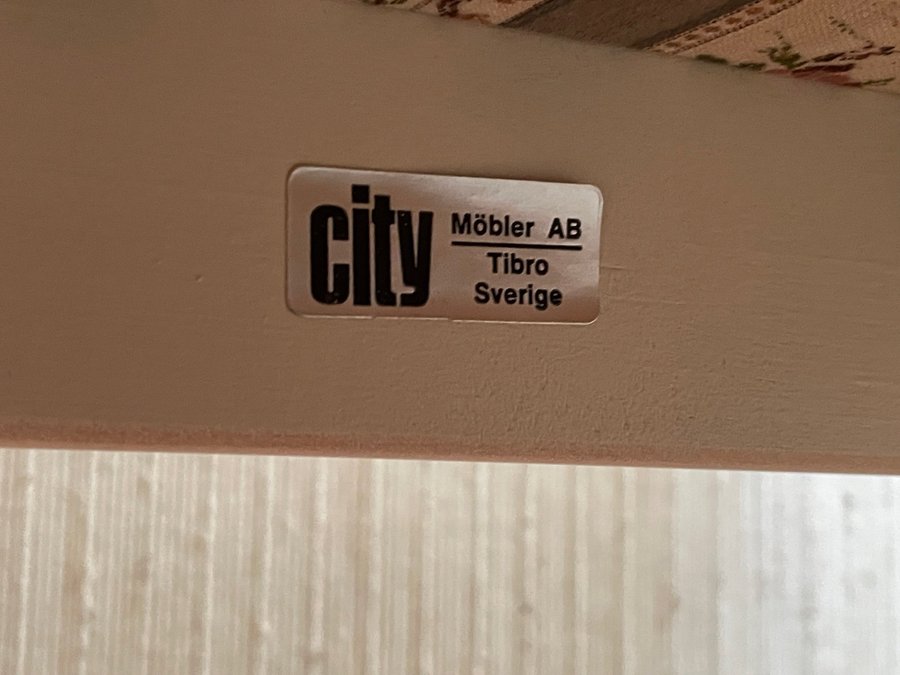 city
Möbler AB
Tibro
Sverige